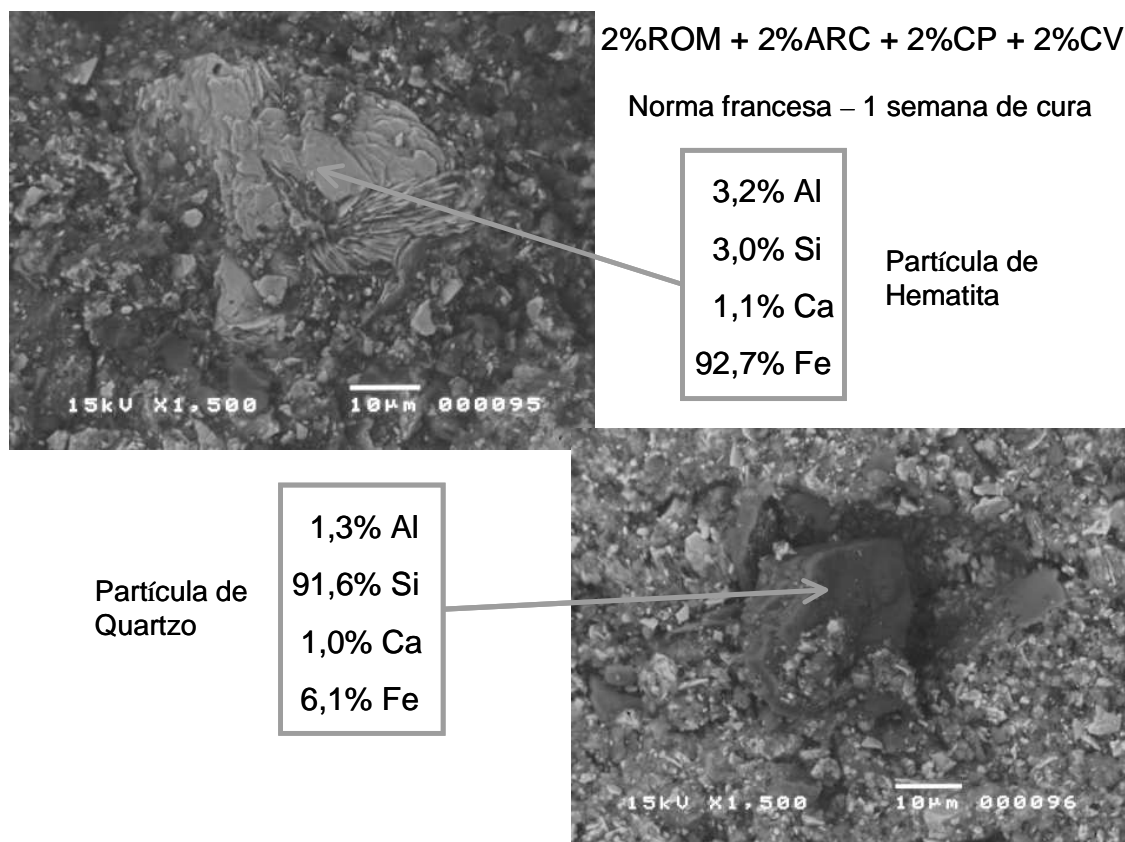 2%ROM + 2%ARC + 2%CP + 2%CV
Norma francesa – 1 semana de cura
3,2% Al
3,0% Si
1,1% Ca
92,7% Fe
Partícula de
Hematita
15kV X1,500 10µm 000095
Partícula de
Quartzo
1,3% Al
91,6% Si
1,0% Ca
6,1% Fe
15kV X1,500 10µm 000096